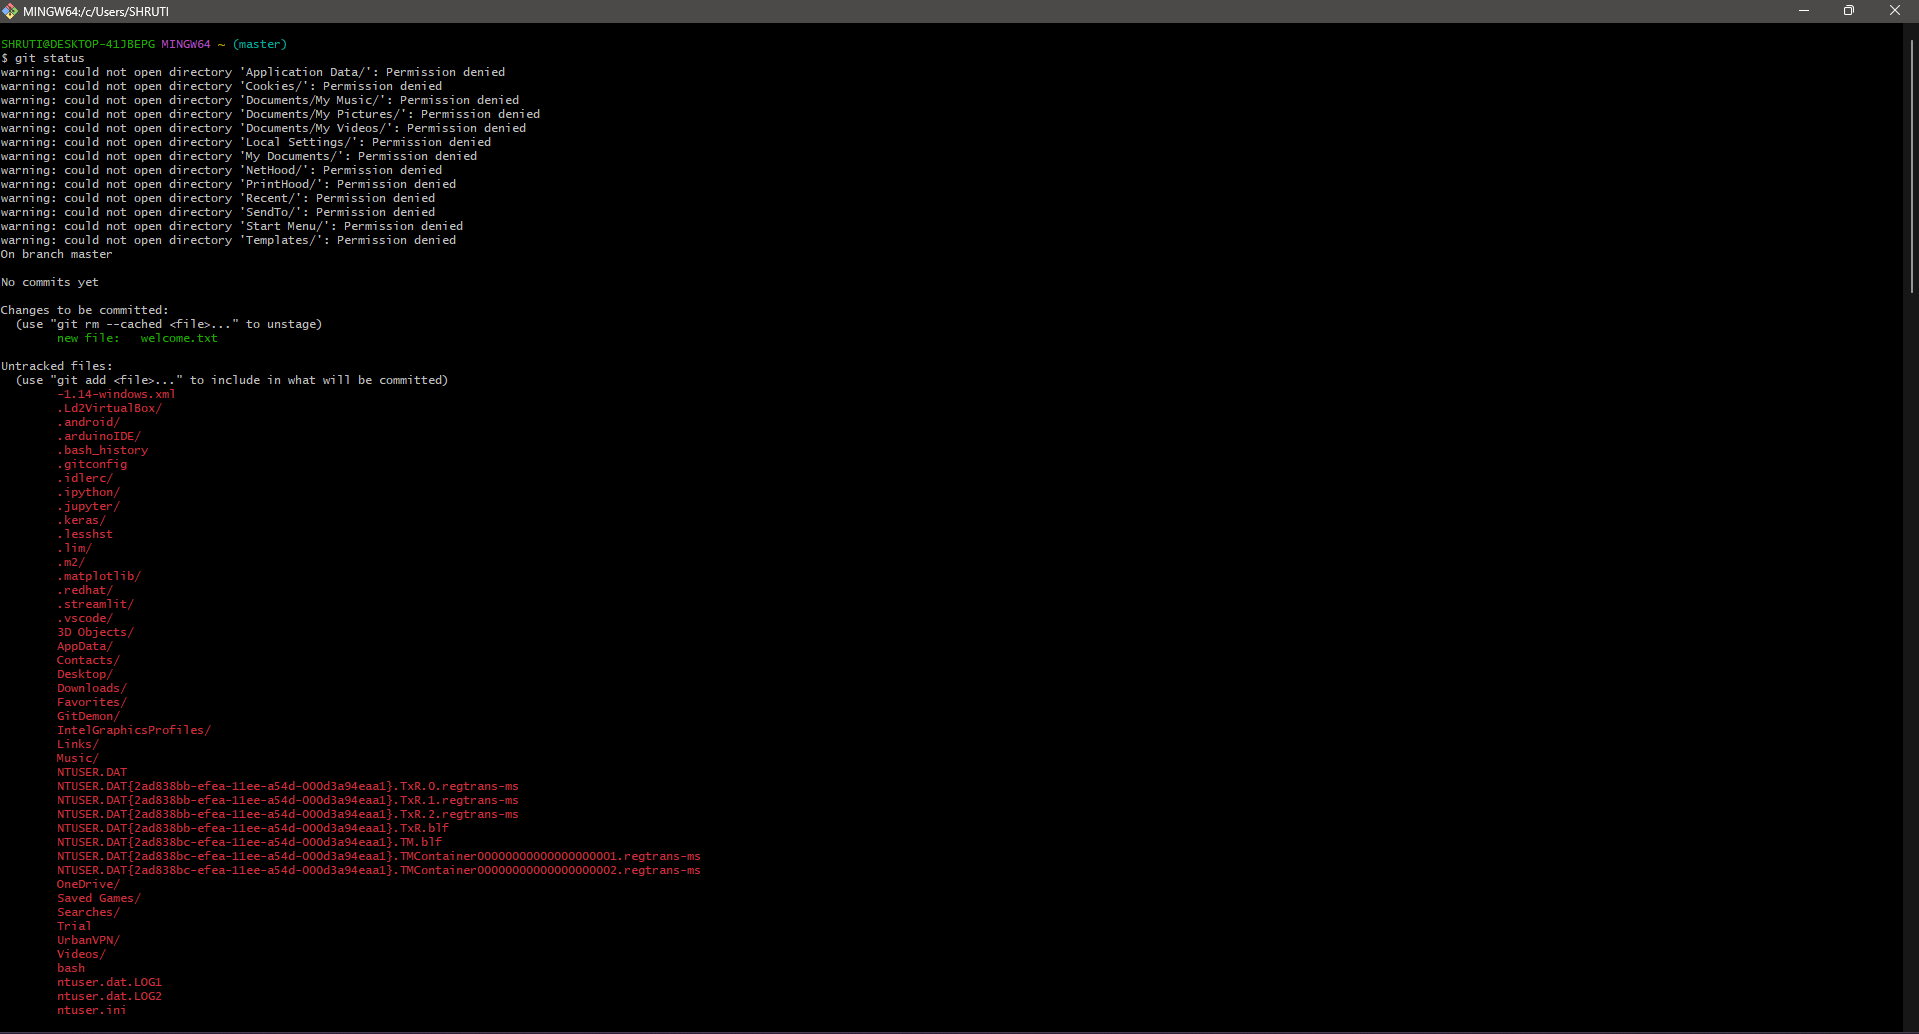 MINGW64:/c/Users/SHRUTI
SHRUTI@DESKTOP-41JBEPG MINGW64 ~ (master)
$ git status
warning: could not open directory 'Application Data/': Permission denied
warning: could not open directory 'Cookies/': Permission denied
warning: could not open directory 'Documents/My Music/': Permission denied
warning: could not open directory 'Documents/My Pictures/': Permission denied
warning: could not open directory 'Documents/My Videos/': Permission denied
warning: could not open directory 'Local Settings/': Permission denied
warning: could not open directory 'My Documents/': Permission denied
warning: could not open directory 'NetHood/': Permission denied
warning: could not open directory 'PrintHood/': Permission denied
warning: could not open directory 'Recent/': Permission denied
warning: could not open directory 'SendTo/': Permission denied
warning: could not open directory 'Start Menu/': Permission denied
warning: could not open directory 'Templates/': Permission denied
On branch master
No commits yet
Changes to be committed:
  (use "git rm --cached <file>..." to unstage)
        new file:   welcome.txt
Untracked files:
  (use "git add <file>..." to include in what will be committed)
        -1.14-windows.xml
        .Ld2VirtualBox/
        .android/
        .arduinoIDE/
        .bash_history
        .gitconfig
        .idlerc/
        .ipython/
        .jupyter/
        .keras/
        .lesshst
        .lim/
        .m2/
        .matplotlib/
        .redhat/
        .streamlit/
        .vscode/
        3D Objects/
        AppData/
        Contacts/
        Desktop/
        Downloads/
        Favorites/
        GitDemon/
        IntelGraphicsProfiles/
        Links/
        Music/
        NTUSER.DAT
        NTUSER.DAT{2ad838bb-efea-11ee-a54d-000d3a94eaa1}.TxR.0.regtrans-ms
        NTUSER.DAT{2ad838bb-efea-11ee-a54d-000d3a94eaa1}.TxR.1.regtrans-ms
        NTUSER.DAT{2ad838bb-efea-11ee-a54d-000d3a94eaa1}.TxR.2.regtrans-ms
        NTUSER.DAT{2ad838bb-efea-11ee-a54d-000d3a94eaa1}.TxR.blf
        NTUSER.DAT{2ad838bc-efea-11ee-a54d-000d3a94eaa1}.TM.blf
        NTUSER.DAT{2ad838bc-efea-11ee-a54d-000d3a94eaa1}.TMContainer00000000000000000001.regtrans-ms
        NTUSER.DAT{2ad838bc-efea-11ee-a54d-000d3a94eaa1}.TMContainer00000000000000000002.regtrans-ms
        OneDrive/
        Saved Games/
        Searches/
        Trial
        UrbanVPN/
        Videos/
        bash
        ntuser.dat.LOG1
        ntuser.dat.LOG2
        ntuser.ini